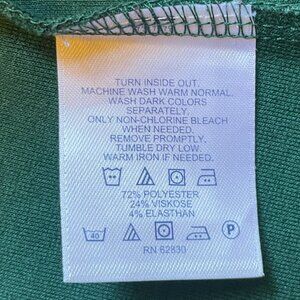 TURN INSIDE OUT.
MACHINE WASH WARM NORMAL.
WASH DARK COLORS
SEPARATELY.
ONLY NON-CHLORINE BLEACH
WHEN NEEDED.
REMOVE PROMPTLY.
TUMBLE DRY LOW.
WARM IRON IF NEEDED.
72% POLYESTER
24% VISKOSE
4% ELASTHAN
40 P
RN 62830